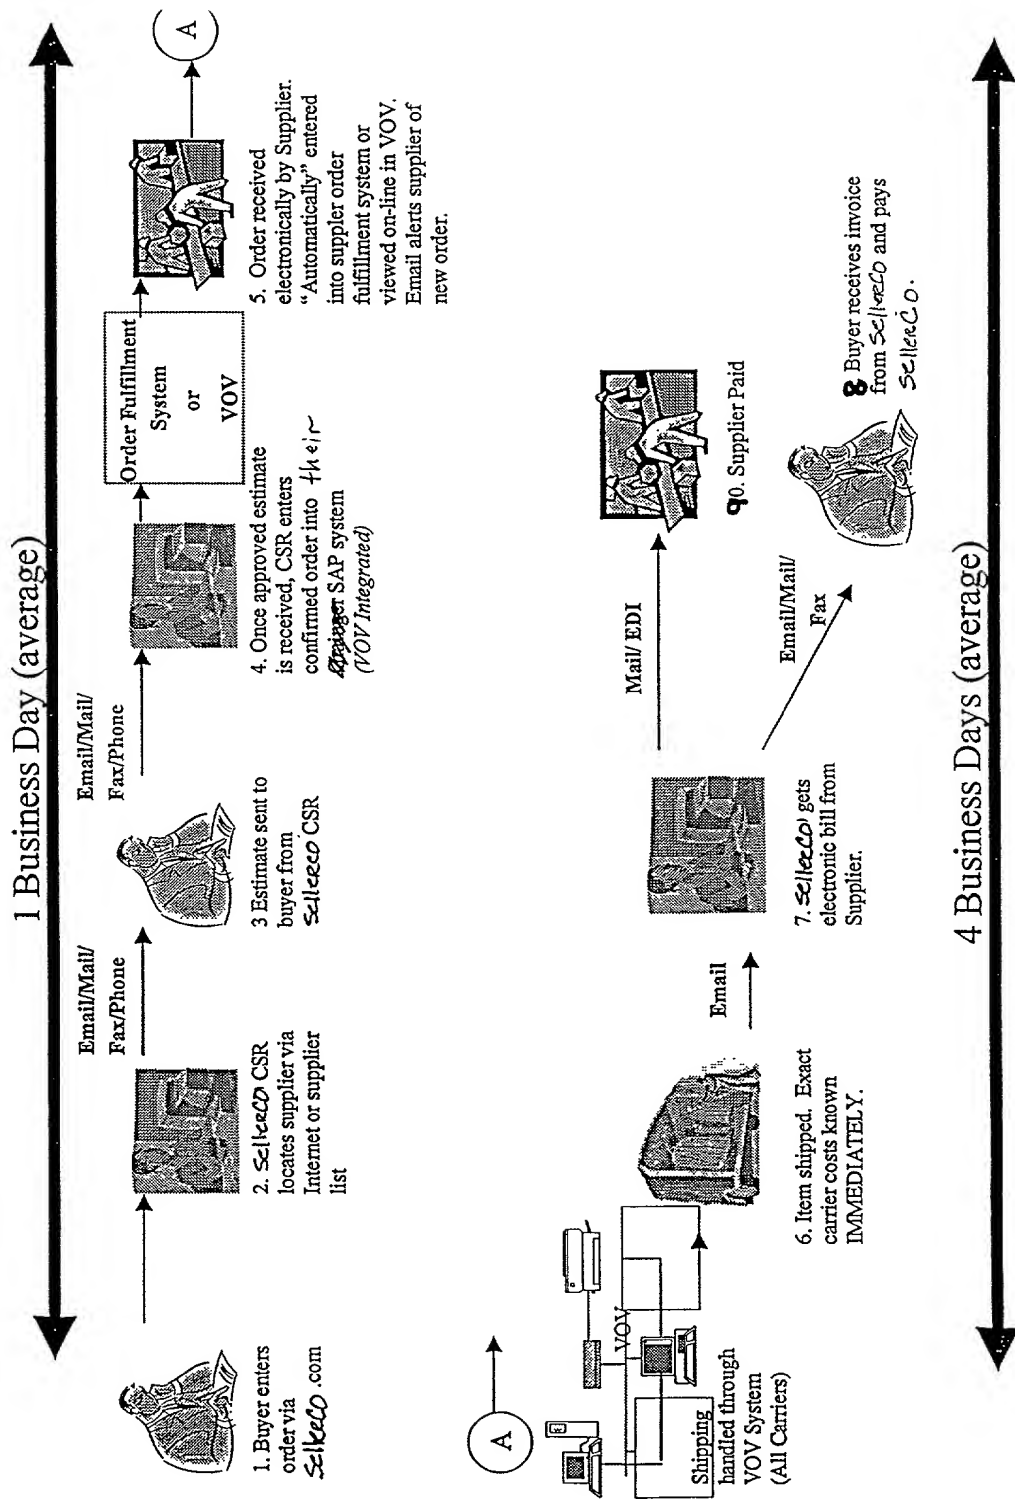 1 Business Day (average)
Email/Mail/
Fax/Phone
Email/Mail/
Fax/Phone
Order Fulfillment
System
or
VOV
A
1. Buyer enters
order via
SellerCO.com
2. SellerCO CSR
locates supplier via
Internet or supplier
list
3 Estimate sent to
buyer from
SellerCO CSR
4. Once approved estimate
is received, CSR enters
confirmed order into their
SAP system
(VOV Integrated)
5. Order received
electronically by Supplier.
“Automatically” entered
into suppler order
fulfillment system or
viewed on-line in VOV.
Email alerts supplier of
new order.
A
VOV
Shipping
handled through
VOV System
(All Carriers)
6. Item shipped. Exact
carrier costs known
IMMEDIATELY.
Email
7. SellerCO gets
electronic bill from
Supplier.
Mail/ EDI
Email/Mail/
Fax
90. Supplier Paid
8 Buyer receives invoice
from SellerCO and pays
SellerCo.
4 Business Days (average)